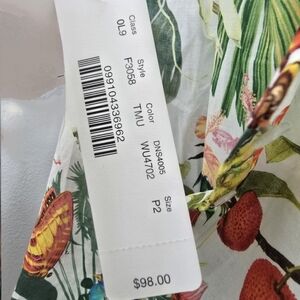 Class Style Color DNS4005 Size
0L9 F3058 TMU WU4702 P2
099104336962
$98.00